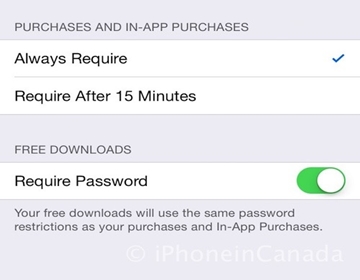 PURCHASES AND IN-APP PURCHASES
Always Require
Require After 15 Minutes
FREE DOWNLOADS
Require Password
Your free downloads will use the same password
restrictions as your purchases and In-App Purchases.
© iPhoneinCanada